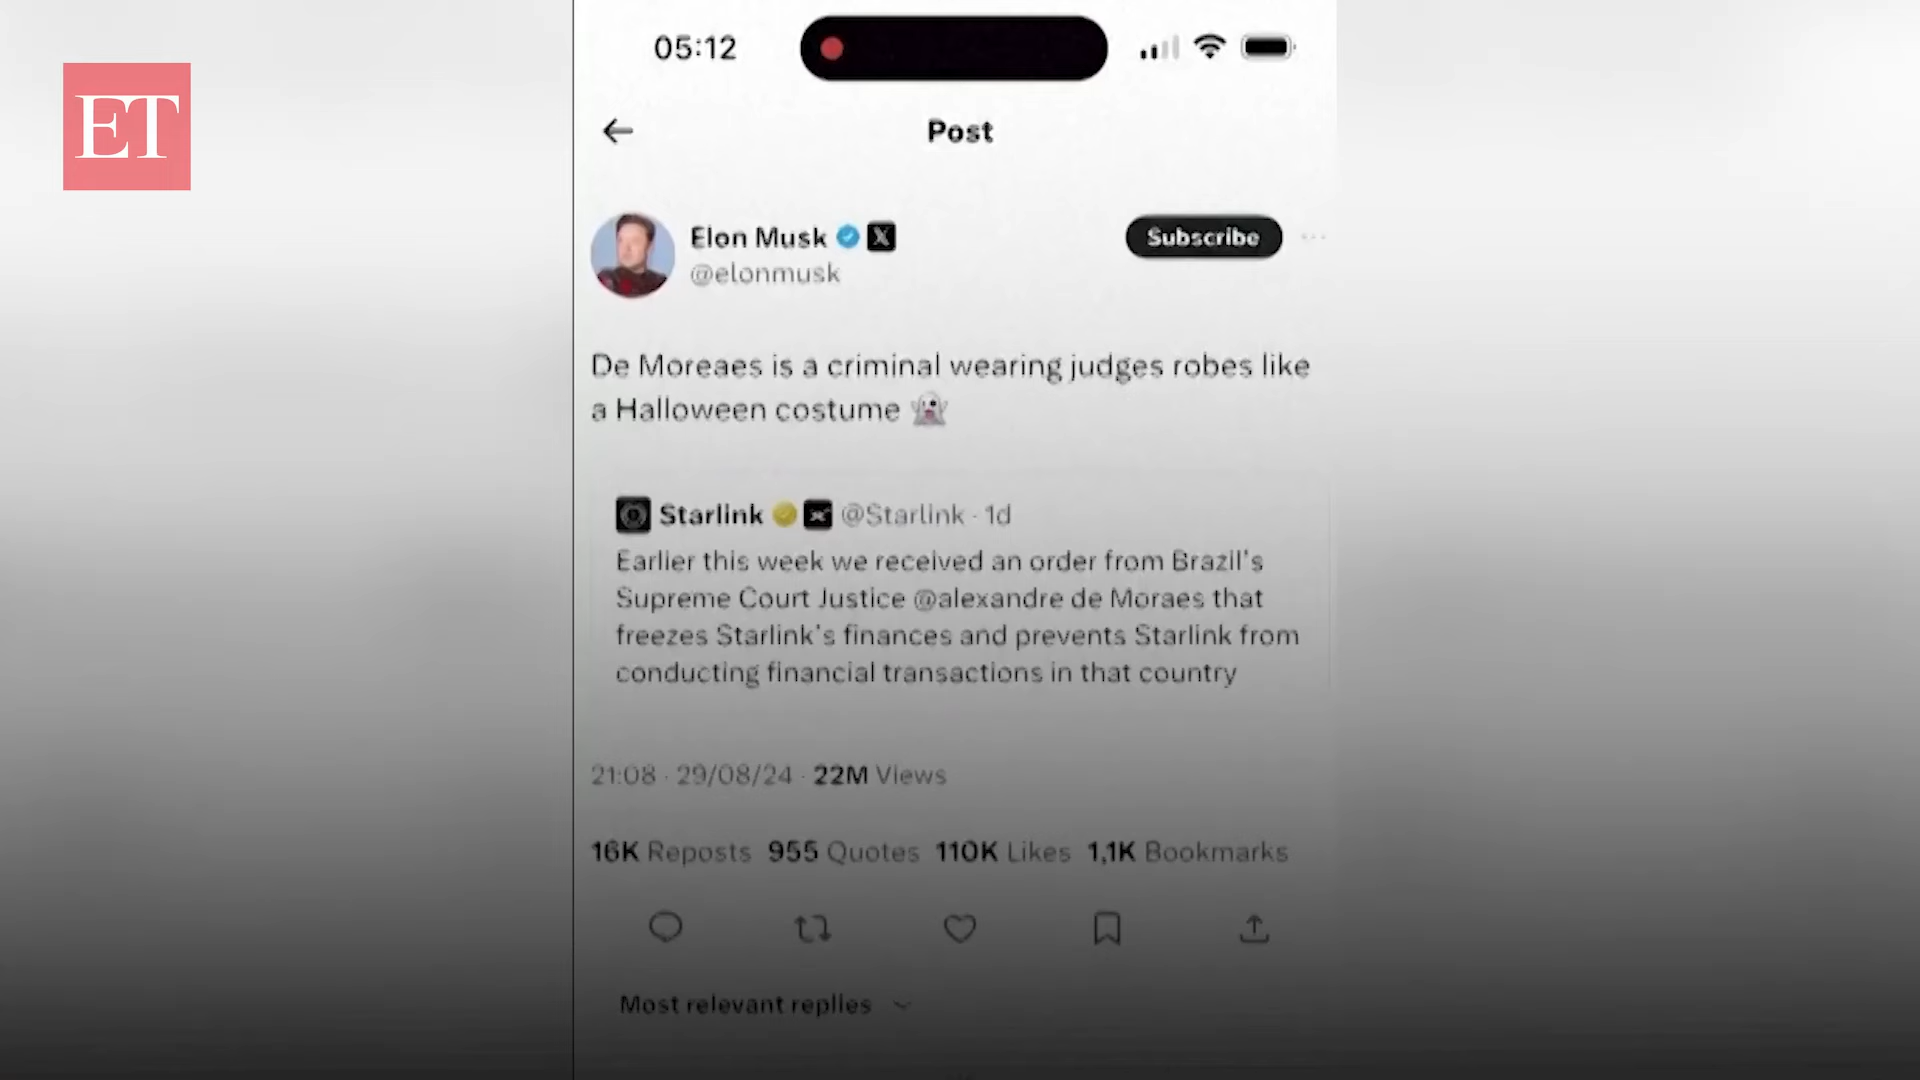 ET
05:12
Post
Elon Musk
Subscribe
@elonmusk
De Moreaes is a criminal wearing judges robes like
a Halloween costume 👻
Starlink @Starlink · 1d
Earlier this week we received an order from Brazil's
Supreme Court Justice @alexandre de Moraes that
freezes Starlink's finances and prevents Starlink from
conducting financial transactions in that country
21:08 · 29/08/24 · 22M Views
16K Reposts 955 Quotes 110K Likes 1,1K Bookmarks
Most relevant replies